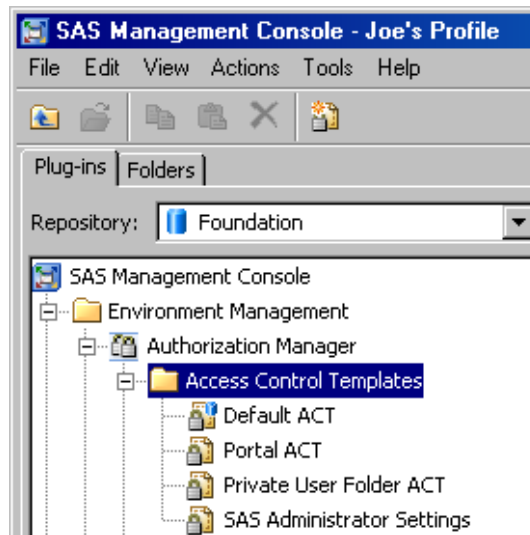 SAS Management Console - Joe's Profile
File Edit View Actions Tools Help
Plug-ins Folders
Repository: Foundation
SAS Management Console
Environment Management
Authorization Manager
Access Control Templates
Default ACT
Portal ACT
Private User Folder ACT
SAS Administrator Settings